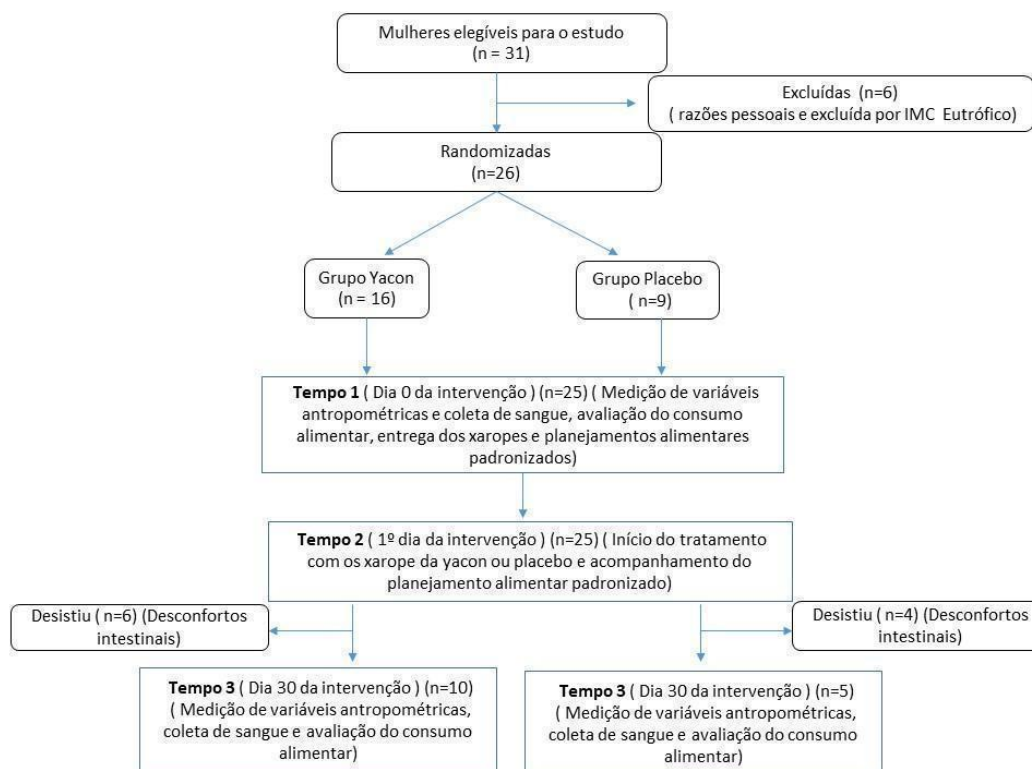 Mulheres elegíveis para o estudo
(n = 31)
Excluídas (n=6)
( razões pessoais e excluída por IMC Eutrófico)
Randomizadas
(n=26)
Grupo Yacon
(n = 16)
Grupo Placebo
( n=9)
Tempo 1 ( Dia 0 da intervenção ) (n=25) ( Medição de variáveis
antropométricas e coleta de sangue, avaliação do consumo
alimentar, entrega dos xaropes e planejamentos alimentares
padronizados)
Tempo 2 ( 1º dia da intervenção ) (n=25) ( Início do tratamento
com os xarope da yacon ou placebo e acompanhamento do
planejamento alimentar padronizado)
Desistiu ( n=6) (Desconfortos
intestinais)
Desistiu ( n=4) (Desconfortos
intestinais)
Tempo 3 ( Dia 30 da intervenção ) (n=10)
( Medição de variáveis antropométricas,
coleta de sangue e avaliação do consumo
alimentar)
Tempo 3 ( Dia 30 da intervenção ) (n=5)
( Medição de variáveis antropométricas,
coleta de sangue e avaliação do consumo
alimentar)